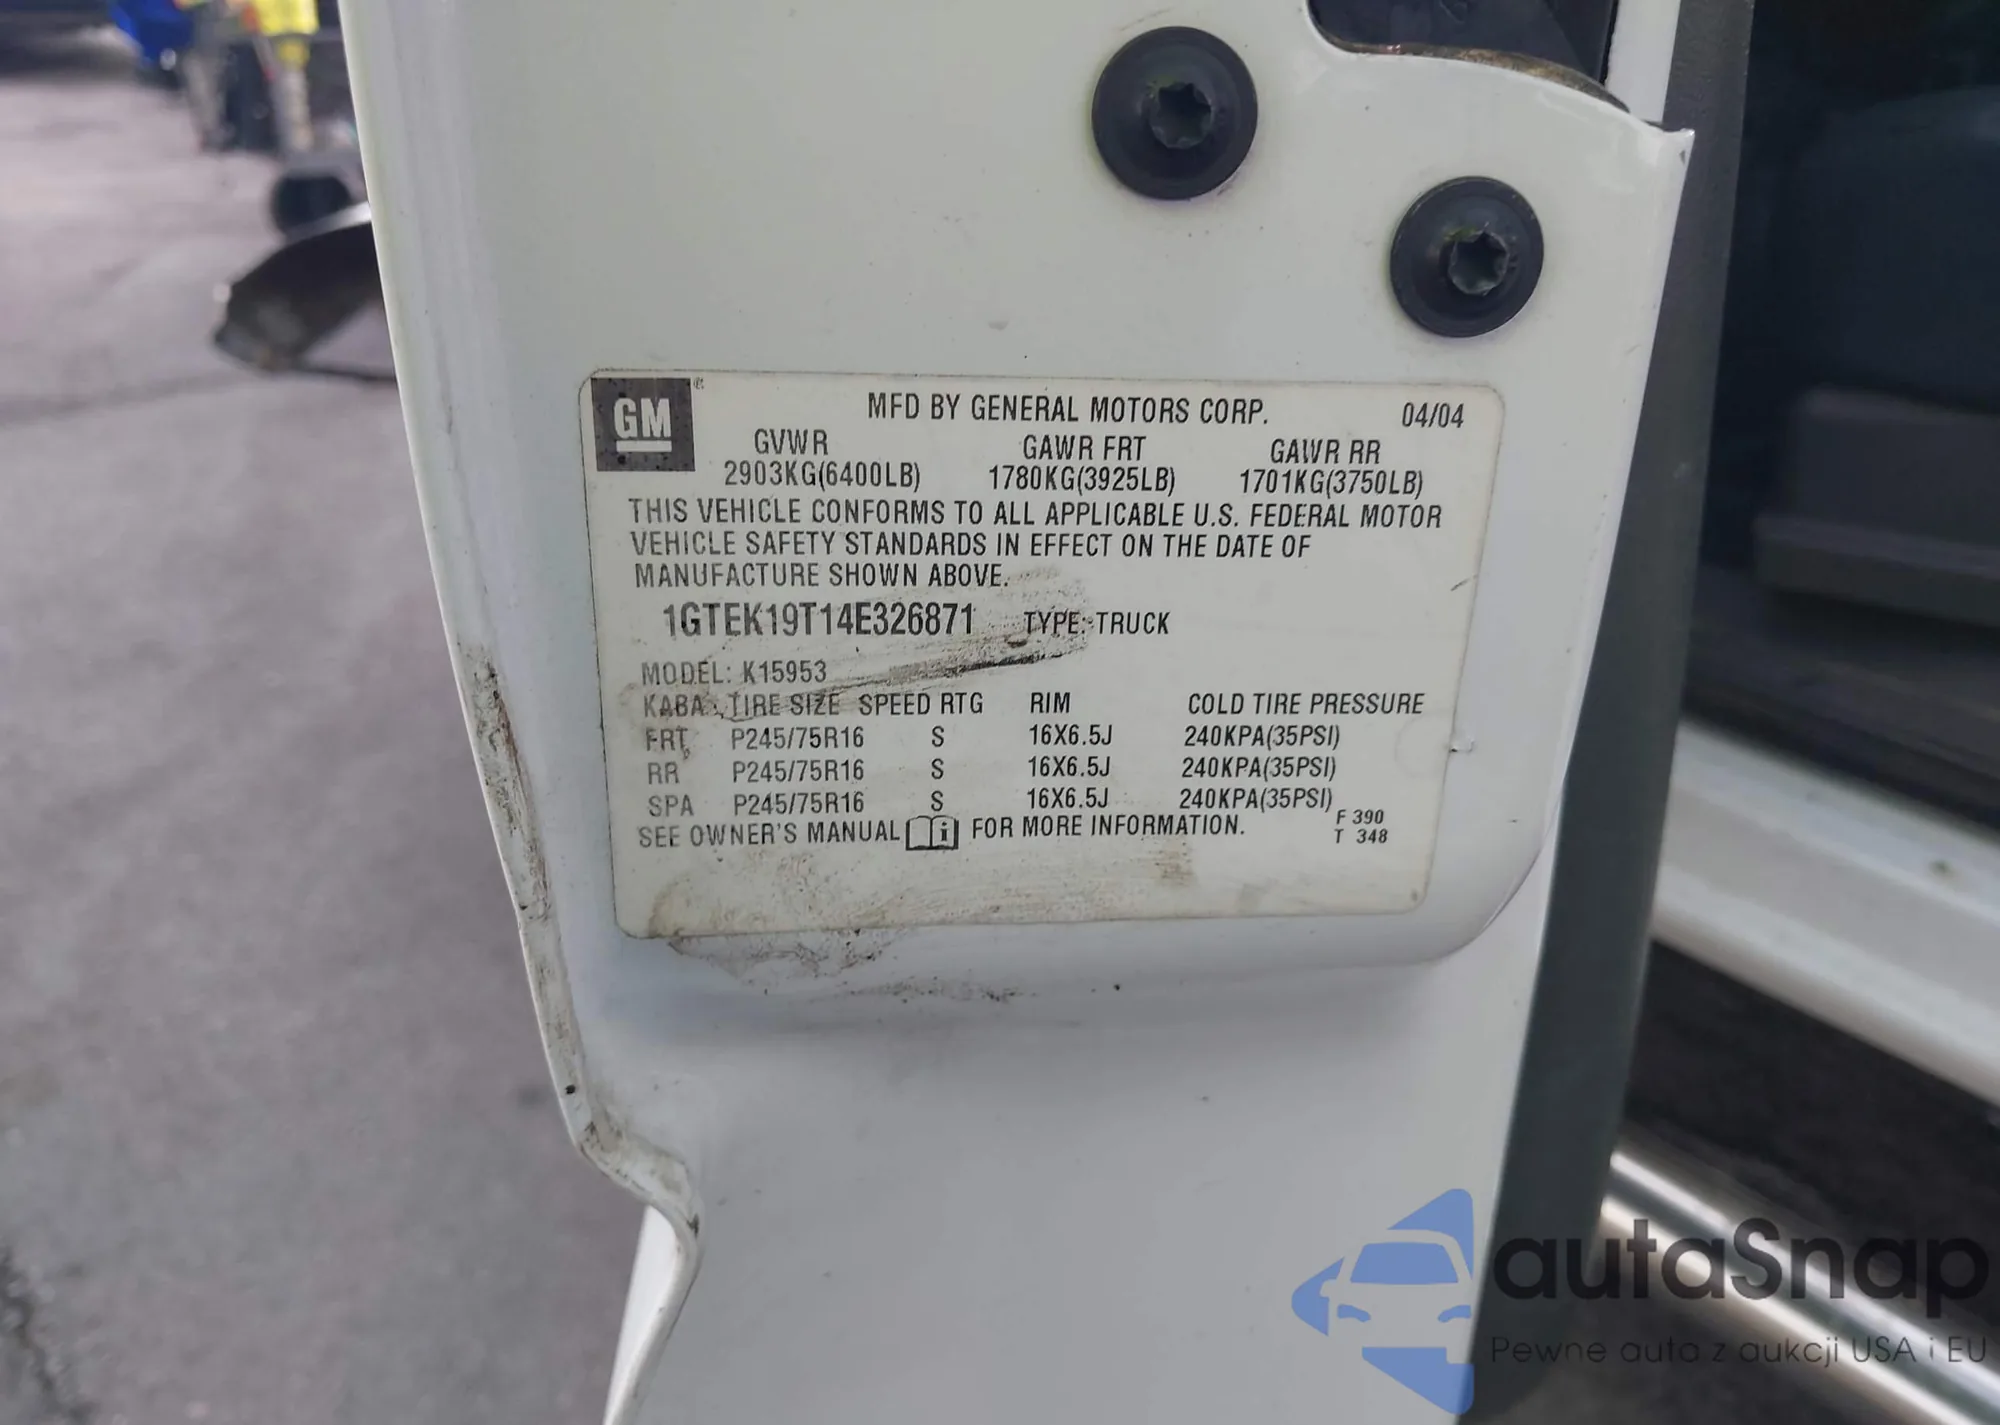 GM
MFD BY GENERAL MOTORS CORP. 04/04
GVWR GAWR FRT GAWR RR
2903KG(6400LB) 1780KG(3925LB) 1701KG(3750LB)
THIS VEHICLE CONFORMS TO ALL APPLICABLE U.S. FEDERAL MOTOR
VEHICLE SAFETY STANDARDS IN EFFECT ON THE DATE OF
MANUFACTURE SHOWN ABOVE.
1GTEK19T14E326871 TYPE: TRUCK
MODEL: K15953
KABA TIRE SIZE SPEED RTG RIM COLD TIRE PRESSURE
FRT P245/75R16 S 16X6.5J 240KPA(35PSI)
RR P245/75R16 S 16X6.5J 240KPA(35PSI)
SPA P245/75R16 S 16X6.5J 240KPA(35PSI)
SEE OWNER'S MANUAL i FOR MORE INFORMATION.
F 390
T 348
autaSnap
Pewne auta z aukcji USA i EU